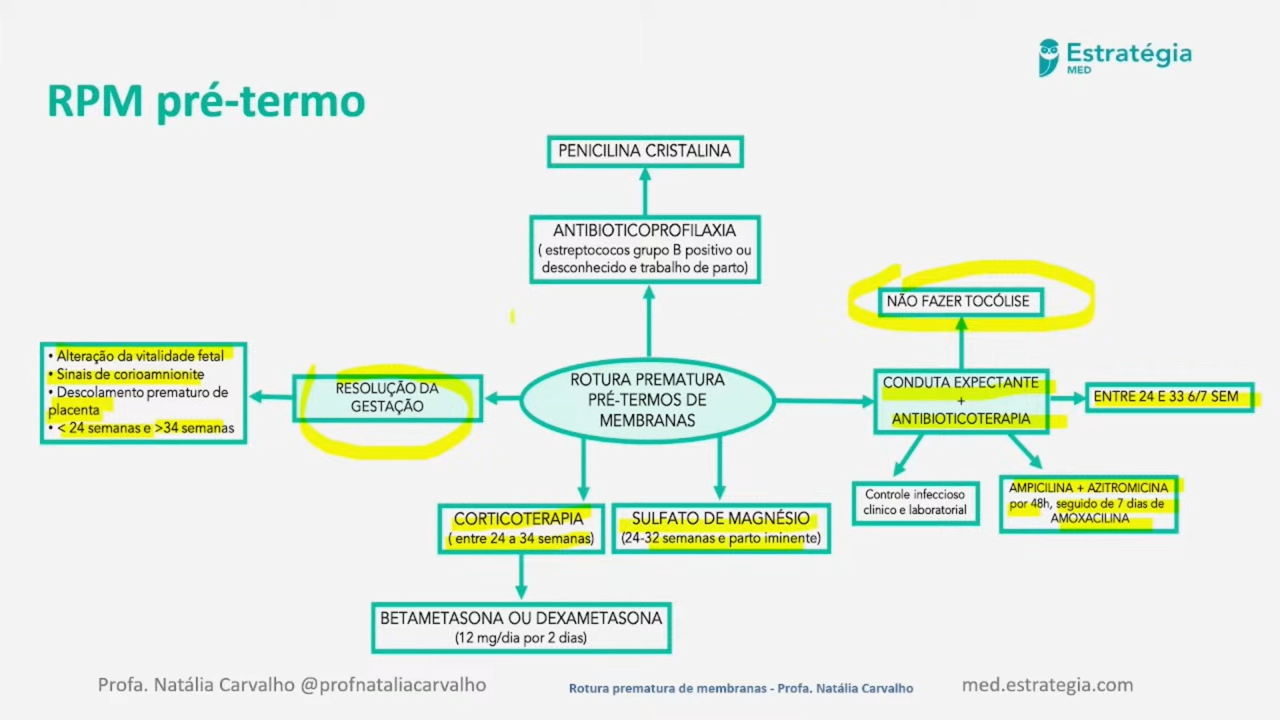 Estratégia
MED
RPM pré-termo
PENICILINA CRISTALINA
ANTIBIOTICOPROFILAXIA
( estreptococos grupo B positivo ou
desconhecido e trabalho de parto)
NÃO FAZER TOCÓLISE
• Alteração da vitalidade fetal
• Sinais de corioamnionite
• Descolamento prematuro de
placenta
• < 24 semanas e >34 semanas
RESOLUÇÃO DA
GESTAÇÃO
ROTURA PREMATURA
PRÉ-TERMOS DE
MEMBRANAS
CONDUTA EXPECTANTE
+
ANTIBIOTICOTERAPIA
ENTRE 24 E 33 6/7 SEM
Controle infeccioso
clinico e laboratorial
AMPICILINA + AZITROMICINA
por 48h, seguido de 7 dias de
AMOXACILINA
CORTICOTERAPIA
( entre 24 a 34 semanas)
SULFATO DE MAGNÉSIO
(24-32 semanas e parto iminente)
BETAMETASONA OU DEXAMETASONA
(12 mg/dia por 2 dias)
Profa. Natália Carvalho @profnataliacarvalho
Rotura prematura de membranas - Profa. Natália Carvalho
med.estrategia.com